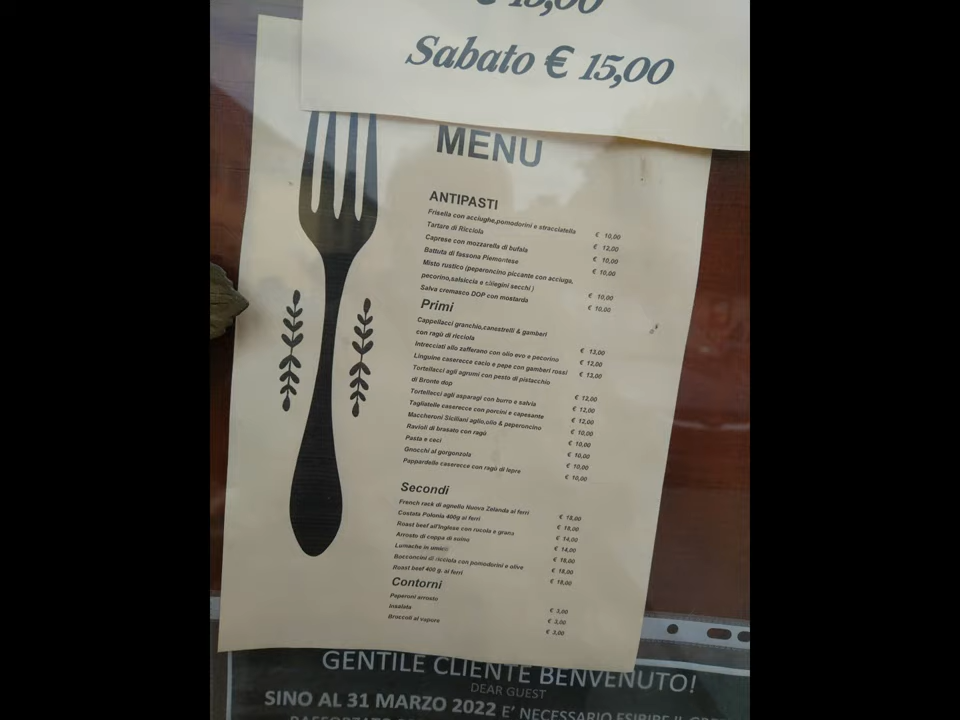 € 15,00
Sabato € 15,00
MENU
ANTIPASTI
Frisella con acciughe,pomodorini e stracciatella € 10,00
Tartare di Ricciola € 12,00
Caprese con mozzarella di bufala € 10,00
Battuta di fassona Piemontese € 10,00
Misto rustico (peperoncino piccante con acciuga,
pecorino,salsiccia e ciliegini secchi ) € 10,00
Salva cremasco DOP con mostarda € 10,00
Primi
Cappellacci granchio,canestrelli & gambari
con ragù di ricciola € 13,00
Intrecciati allo zafferano con olio evo e pecorino € 12,00
Linguine caserecce cacio e pepe con gamberi rossi € 13,00
Tortellacci agli agrumi con pesto di pistacchio
di Bronte dop € 12,00
Tortellacci agli asparagi con burro e salvia € 12,00
Tagliatelle caserecce con porcini e capesante € 12,00
Maccheroni Siciliani aglio,olio & peperoncino € 10,00
Ravioli di brasato con ragù € 10,00
Pasta e ceci € 10,00
Gnocchi al gorgonzola € 10,00
Pappardelle caserecce con ragù di lepre € 10,00
Secondi
French rack di agnello Nuova Zelanda ai ferri € 18,00
Costata Polonia 400g ai ferri € 18,00
Roast beef all'Inglese con rucola e grana € 14,00
Arrosto di coppa di suino € 14,00
Lumache in umido € 18,00
Bocconcini di ricciola con pomodorini e olive € 18,00
Roast beef 400 g. ai ferri € 18,00
Contorni
Peperoni arrosto € 3,00
insalata € 3,00
Broccoli al vapore € 3,00
GENTILE CLIENTE BENVENUTO!
DEAR GUEST
SINO AL 31 MARZO 2022 E' NECESSARIO ESIBIRE IL